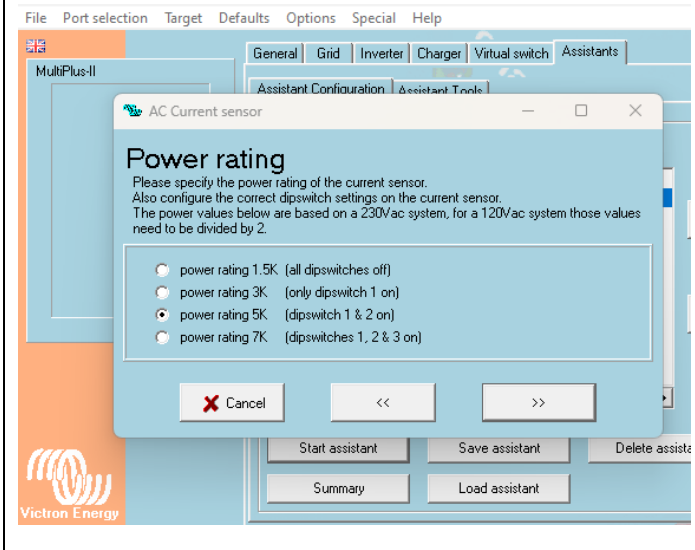 File Port selection Target Defaults Options Special Help
General Grid Inverter Charger Virtual switch Assistants
MultiPlus-II
Assistant Configuration Assistant Tools
AC Current sensor
Power rating
Please specify the power rating of the current sensor.
Also configure the correct dipswitch settings on the current sensor.
The power values below are based on a 230Vac system, for a 120Vac system those values
need to be divided by 2.
power rating 1.5K (all dipswitches off)
power rating 3K (only dipswitch 1 on)
power rating 5K (dipswitch 1 & 2 on)
power rating 7K (dipswitches 1, 2 & 3 on)
Cancel << >>
Start assistant Save assistant Delete assista
Summary Load assistant
Victron Energy